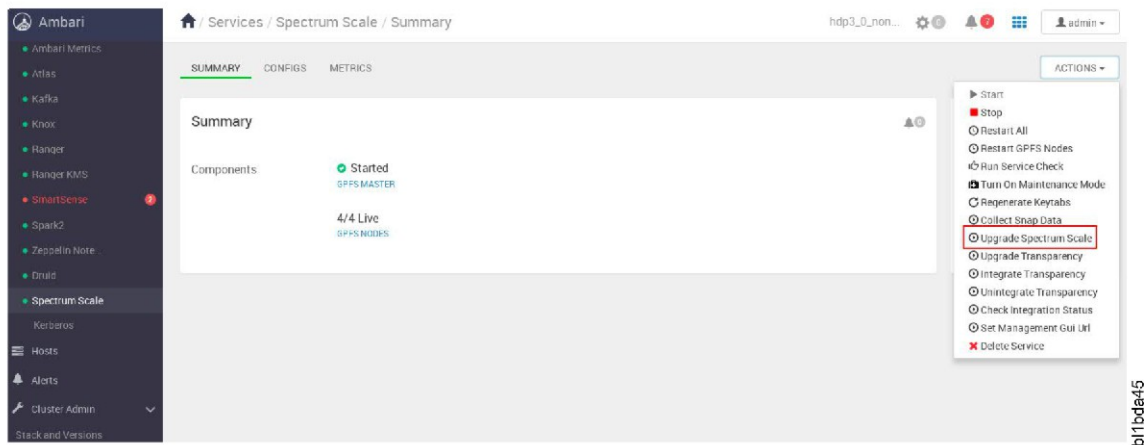 Ambari
/ Services / Spectrum Scale / Summary
hdp3_0_non...
0
2
admin
Ambari Metrics
Atlas
Kafka
Knox
Ranger
Ranger KMS
SmartSense
2
Spark2
Zeppelin Note...
Druid
Spectrum Scale
Kerberos
Hosts
Alerts
Cluster Admin
Stack and Versions
SUMMARY
CONFIGS
METRICS
ACTIONS
Summary
0
Components
Started
GPFS MASTER
4/4 Live
GPFS NODES
Start
Stop
Restart All
Restart GPFS Nodes
Run Service Check
Turn On Maintenance Mode
Regenerate Keytabs
Collect Snap Data
Upgrade Spectrum Scale
Upgrade Transparency
Integrate Transparency
Unintegrate Transparency
Check Integration Status
Set Management Gui Url
Delete Service
bl1bda45